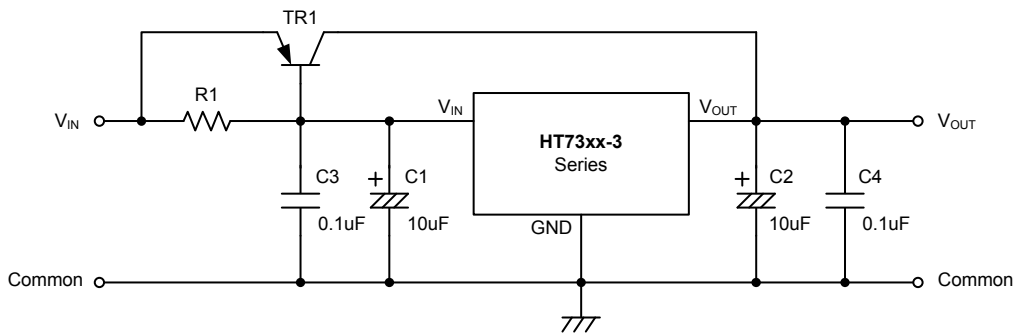 TR1
R1
VIN
VIN
VOUT
VOUT
HT73xx-3
Series
C3
0.1uF
C1
10uF
C2
10uF
C4
0.1uF
GND
Common
Common